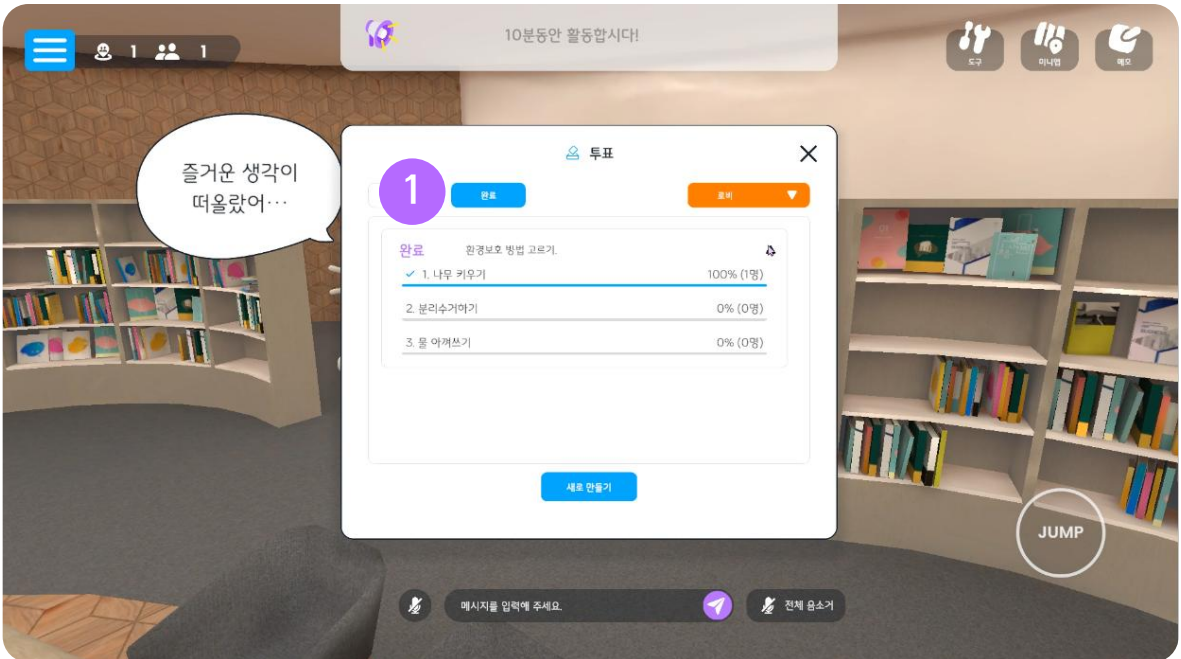 1 1
10분동안 활동합시다!
도구 미니앱 메모
즐거운 생각이
떠올랐어…
투표
1 완료 로비
완료 환경보호 방법 고르기.
1. 나무 키우기 100% (1명)
2. 분리수거하기 0% (0명)
3. 물 아껴쓰기 0% (0명)
새로 만들기
JUMP
메시지를 입력해 주세요.
전체 음소거